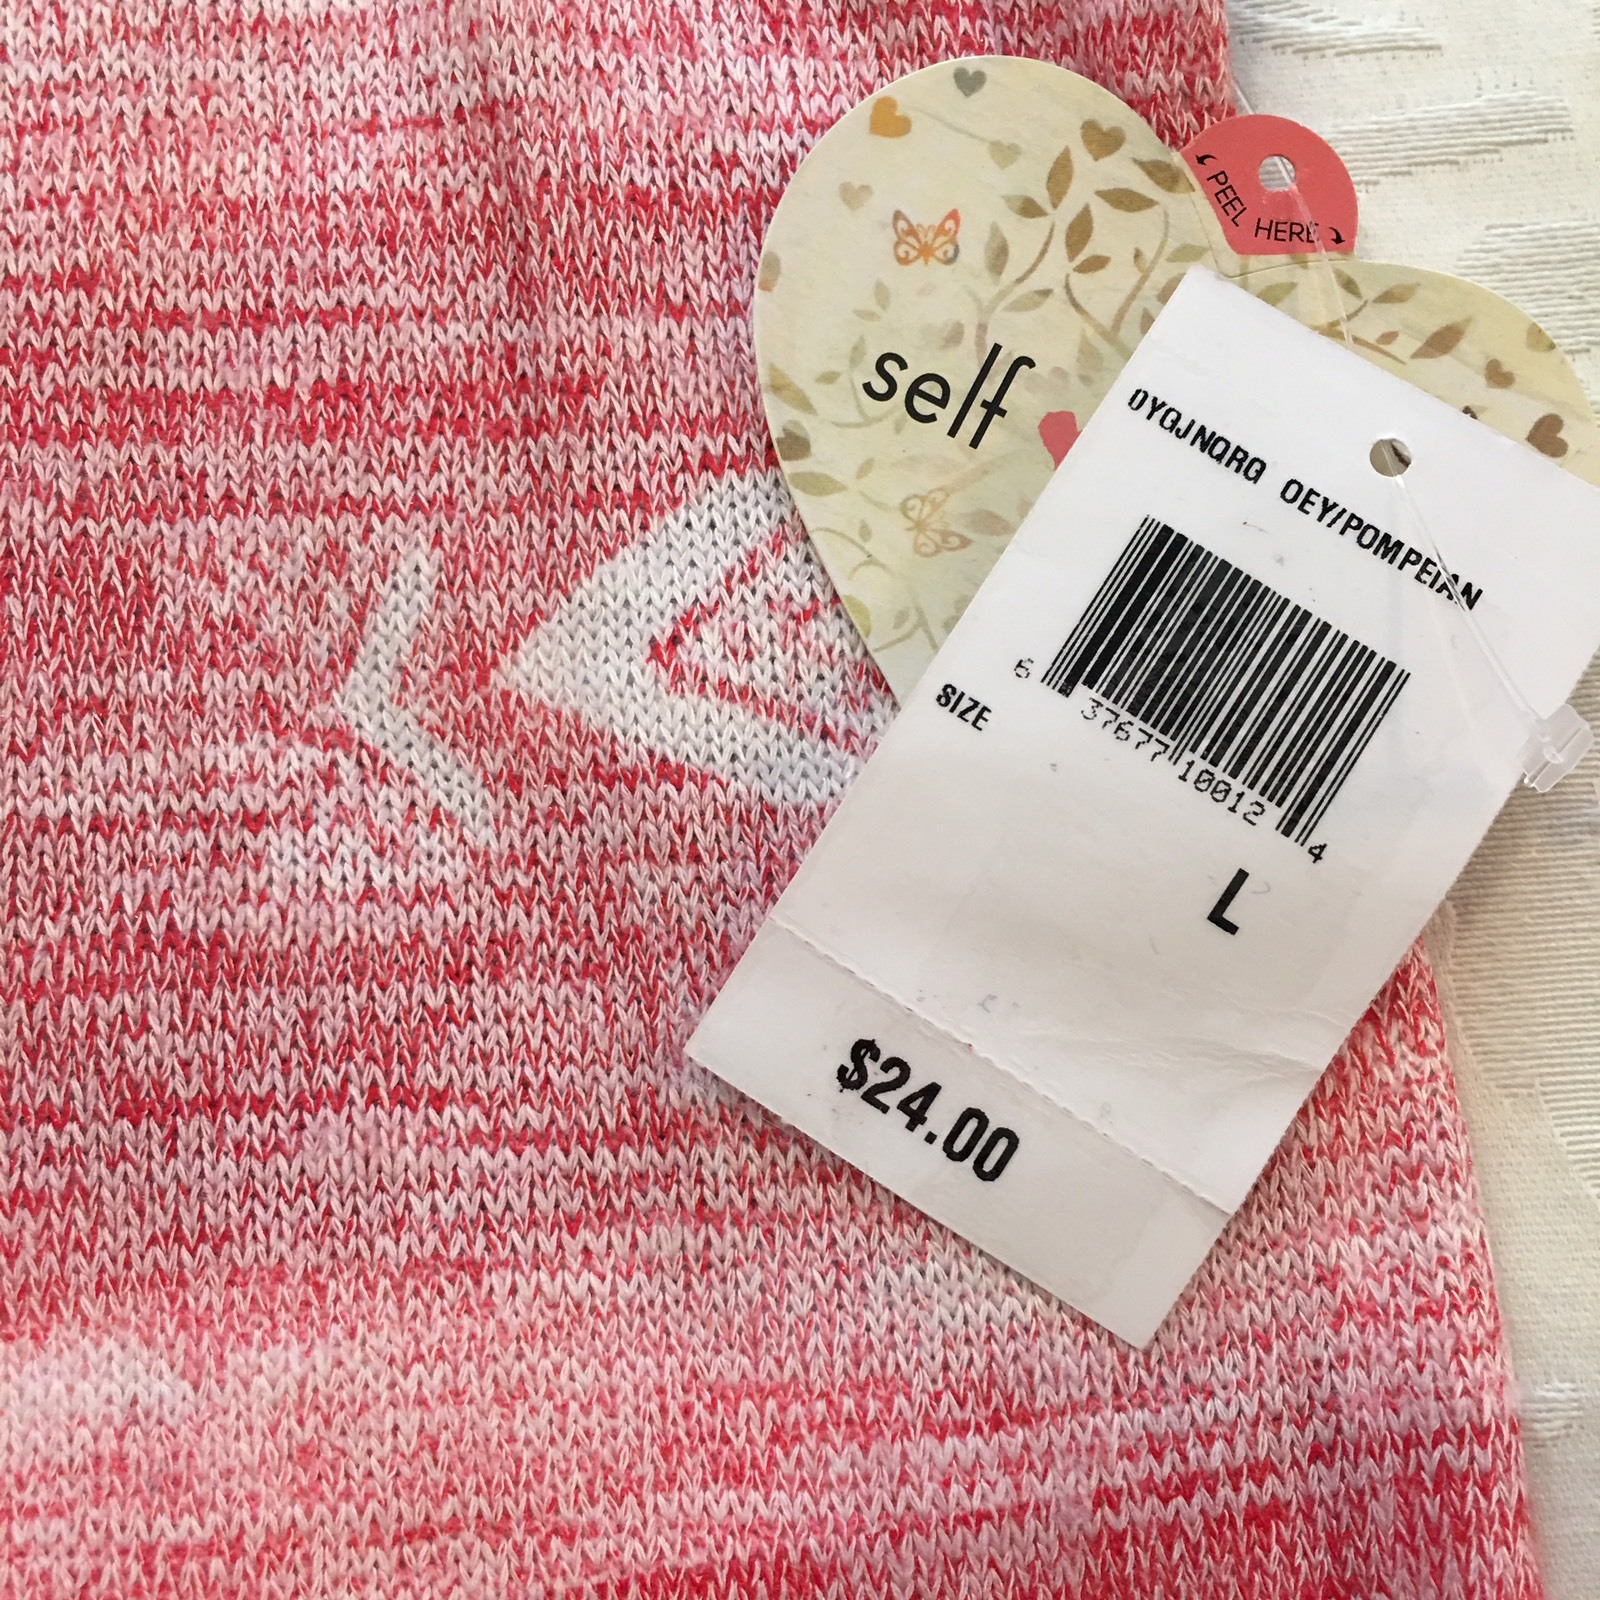 PEEL HERE
self
OYQJNQRQ OEY/POMPEIAN
6 37677 10012 4
SIZE
L
$24.00